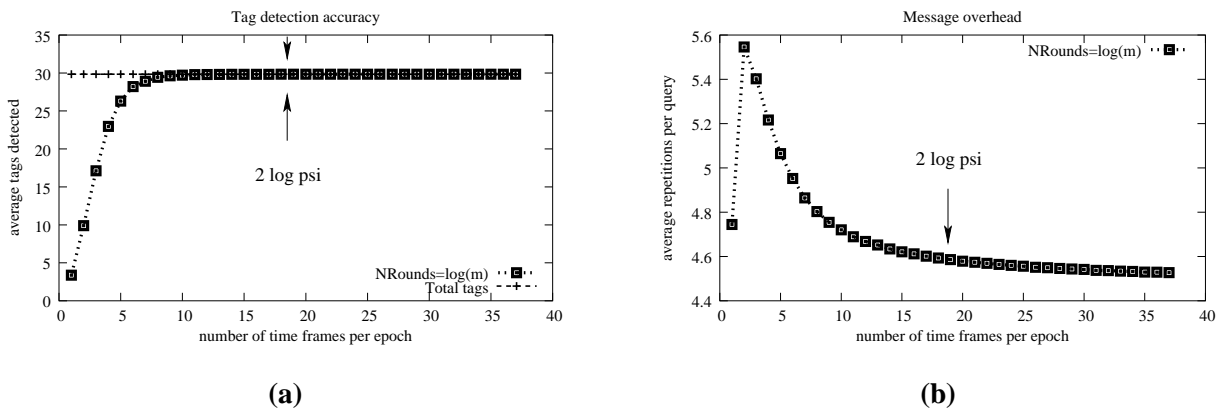 Tag detection accuracy
35
30
25
20
15
10
5
0
average tags detected
2 log psi
NRounds=log(m)
Total tags
0 5 10 15 20 25 30 35 40
number of time frames per epoch
(a)
Message overhead
5.6
5.4
5.2
5
4.8
4.6
4.4
average repetitions per query
NRounds=log(m)
2 log psi
0 5 10 15 20 25 30 35 40
number of time frames per epoch
(b)